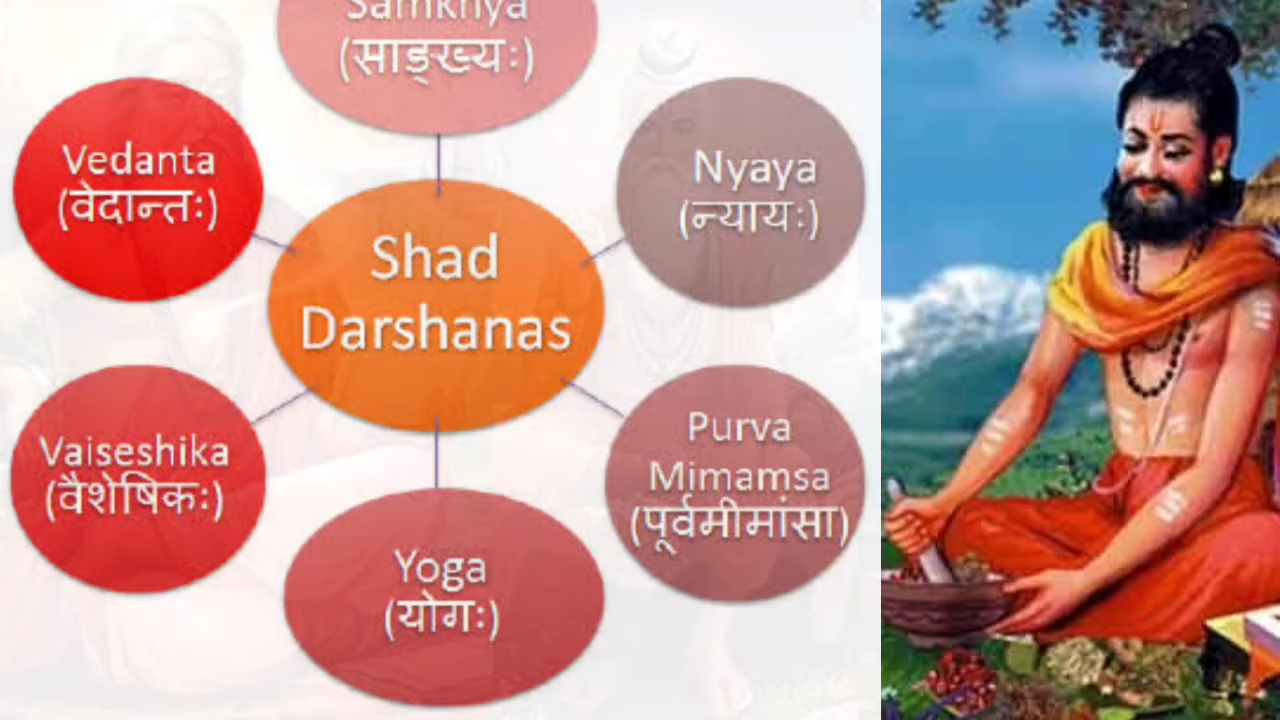 Samkhya
(साङ्ख्यः)
Vedanta
(वेदान्तः)
Nyaya
(न्यायः)
Shad
Darshanas
Vaiseshika
(वैशेषिकः)
Purva
Mimamsa
(पूर्वमीमांसा)
Yoga
(योगः)